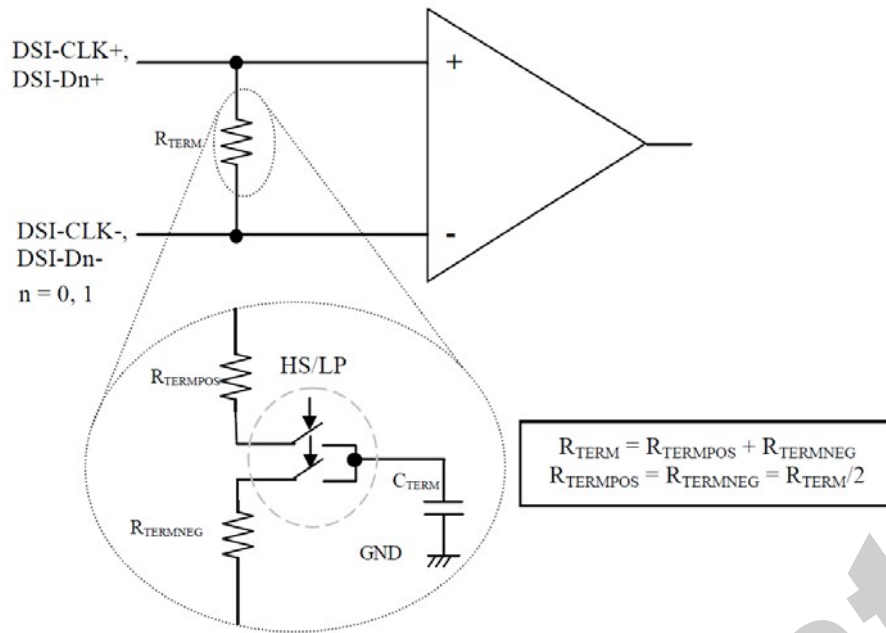 DSI-CLK+,
DSI-Dn+
+
RTERM
DSI-CLK-,
DSI-Dn-
n = 0, 1
-
HS/LP
RTERMPOS
RTERM = RTERMPOS + RTERMNEG
RTERMPOS = RTERMNEG = RTERM/2
CTERM
RTERMNEG
GND